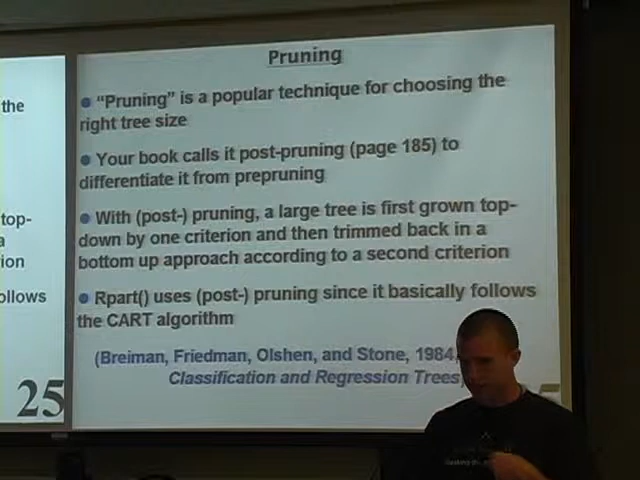 Pruning
the
● “Pruning” is a popular technique for choosing the
right tree size
● Your book calls it post-pruning (page 185) to
differentiate it from prepruning
top-
a
ion
● With (post-) pruning, a large tree is first grown top-
down by one criterion and then trimmed back in a
bottom up approach according to a second criterion
ollows
● Rpart() uses (post-) pruning since it basically follows
the CART algorithm
(Breiman, Friedman, Olshen, and Stone, 1984,
Classification and Regression Trees)
25